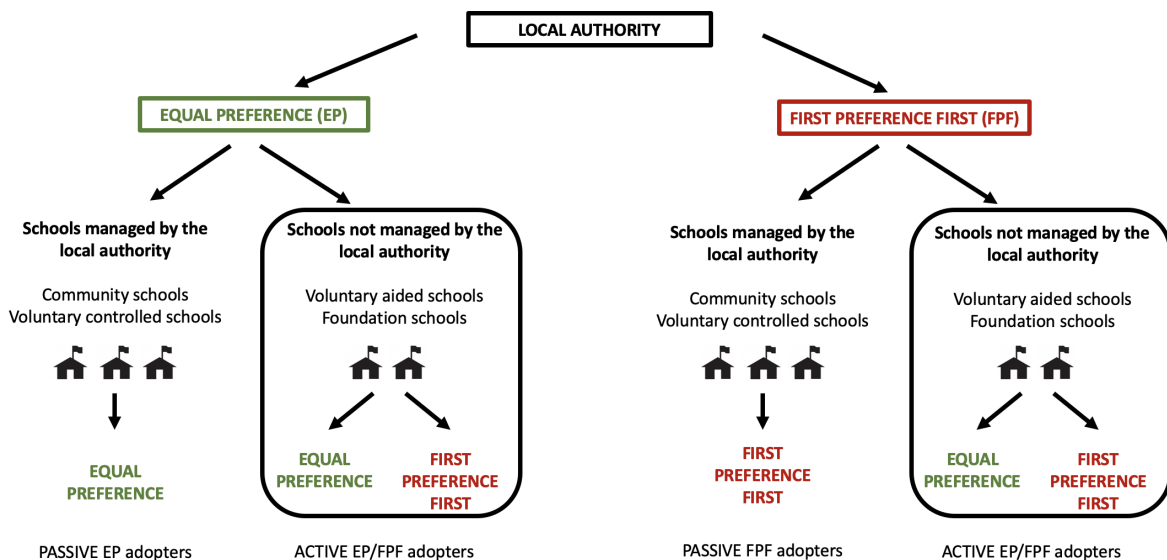 LOCAL AUTHORITY
EQUAL PREFERENCE (EP)
FIRST PREFERENCE FIRST (FPF)
Schools managed by the
local authority
Community schools
Voluntary controlled schools
EQUAL
PREFERENCE
PASSIVE EP adopters
Schools not managed by the
local authority
Voluntary aided schools
Foundation schools
EQUAL
PREFERENCE
FIRST
PREFERENCE
FIRST
ACTIVE EP/FPF adopters
Schools managed by the
local authority
Community schools
Voluntary controlled schools
FIRST
PREFERENCE
FIRST
PASSIVE FPF adopters
Schools not managed by the
local authority
Voluntary aided schools
Foundation schools
EQUAL
PREFERENCE
FIRST
PREFERENCE
FIRST
ACTIVE EP/FPF adopters